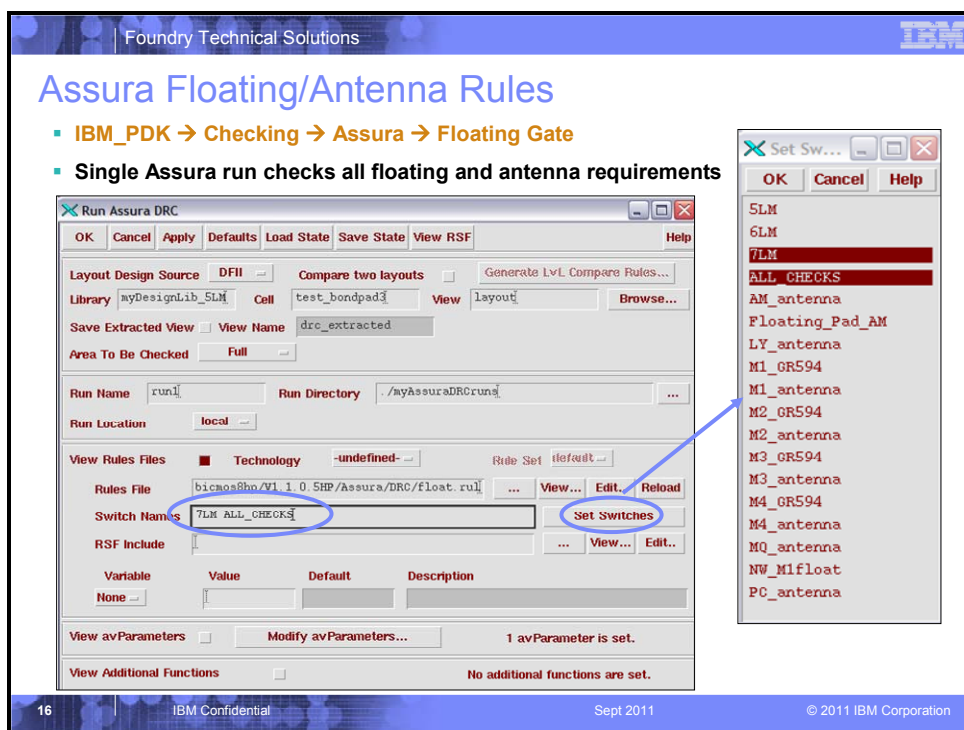 Foundry Technical Solutions
IBM
Assura Floating/Antenna Rules
▪ IBM_PDK → Checking → Assura → Floating Gate
▪ Single Assura run checks all floating and antenna requirements
Run Assura DRC
OK Cancel Apply Defaults Load State Save State View RSF Help
Layout Design Source DFII Compare two layouts Generate LvL Compare Rules...
Library myDesignLib_5LM Cell test_bondpad3 View layout Browse...
Save Extracted View View Name drc_extracted
Area To Be Checked Full
Run Name run1 Run Directory ./myAssuraDRCruns ...
Run Location local
View Rules Files Technology -undefined- Rule Set default
Rules File bicmos8hp/V1.1.0.5HP/Assura/DRC/float.rul ... View... Edit.. Reload
Switch Names 7LM ALL_CHECKS Set Switches
RSF Include ... View... Edit..
Variable Value Default Description
None
View avParameters Modify avParameters... 1 avParameter is set.
View Additional Functions No additional functions are set.
Set Sw...
OK Cancel Help
5LM
6LM
7LM
ALL_CHECKS
AM_antenna
Floating_Pad_AM
LY_antenna
M1_GR594
M1_antenna
M2_GR594
M2_antenna
M3_GR594
M3_antenna
M4_GR594
M4_antenna
MQ_antenna
NW_M1float
PC_antenna
16 IBM Confidential Sept 2011 © 2011 IBM Corporation